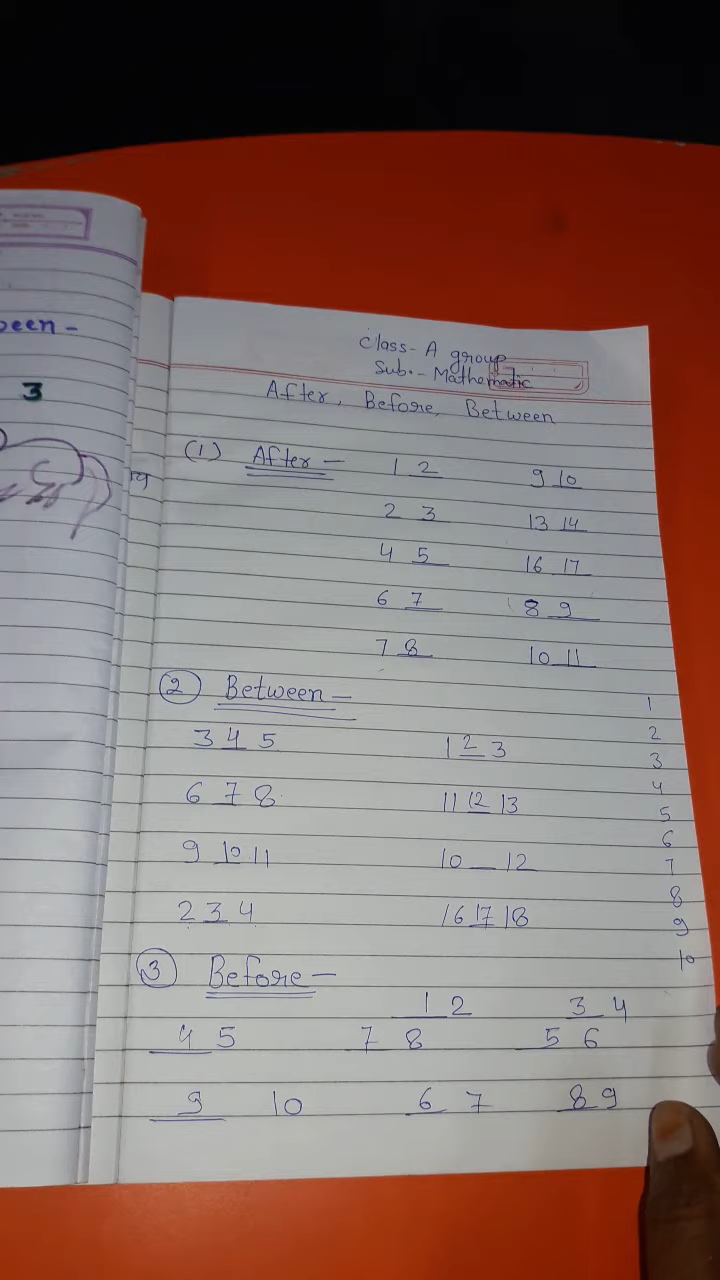 ween -
3
Class- A group
Sub.- Mathematic
After, Before, Between
(1) After - 1 2 9 10
2 3 13 14
4 5 16 17
6 7 8 9
7 8 10 11
2 Between -
3 4 5 1 2 3
6 7 8 11 12 13
9 10 11 10 __ 12
2 3 4 16 17 18
1
2
3
4
5
6
7
8
9
10
3 Before -
1 2 3 4
4 5 7 8 5 6
9 10 6 7 8 9